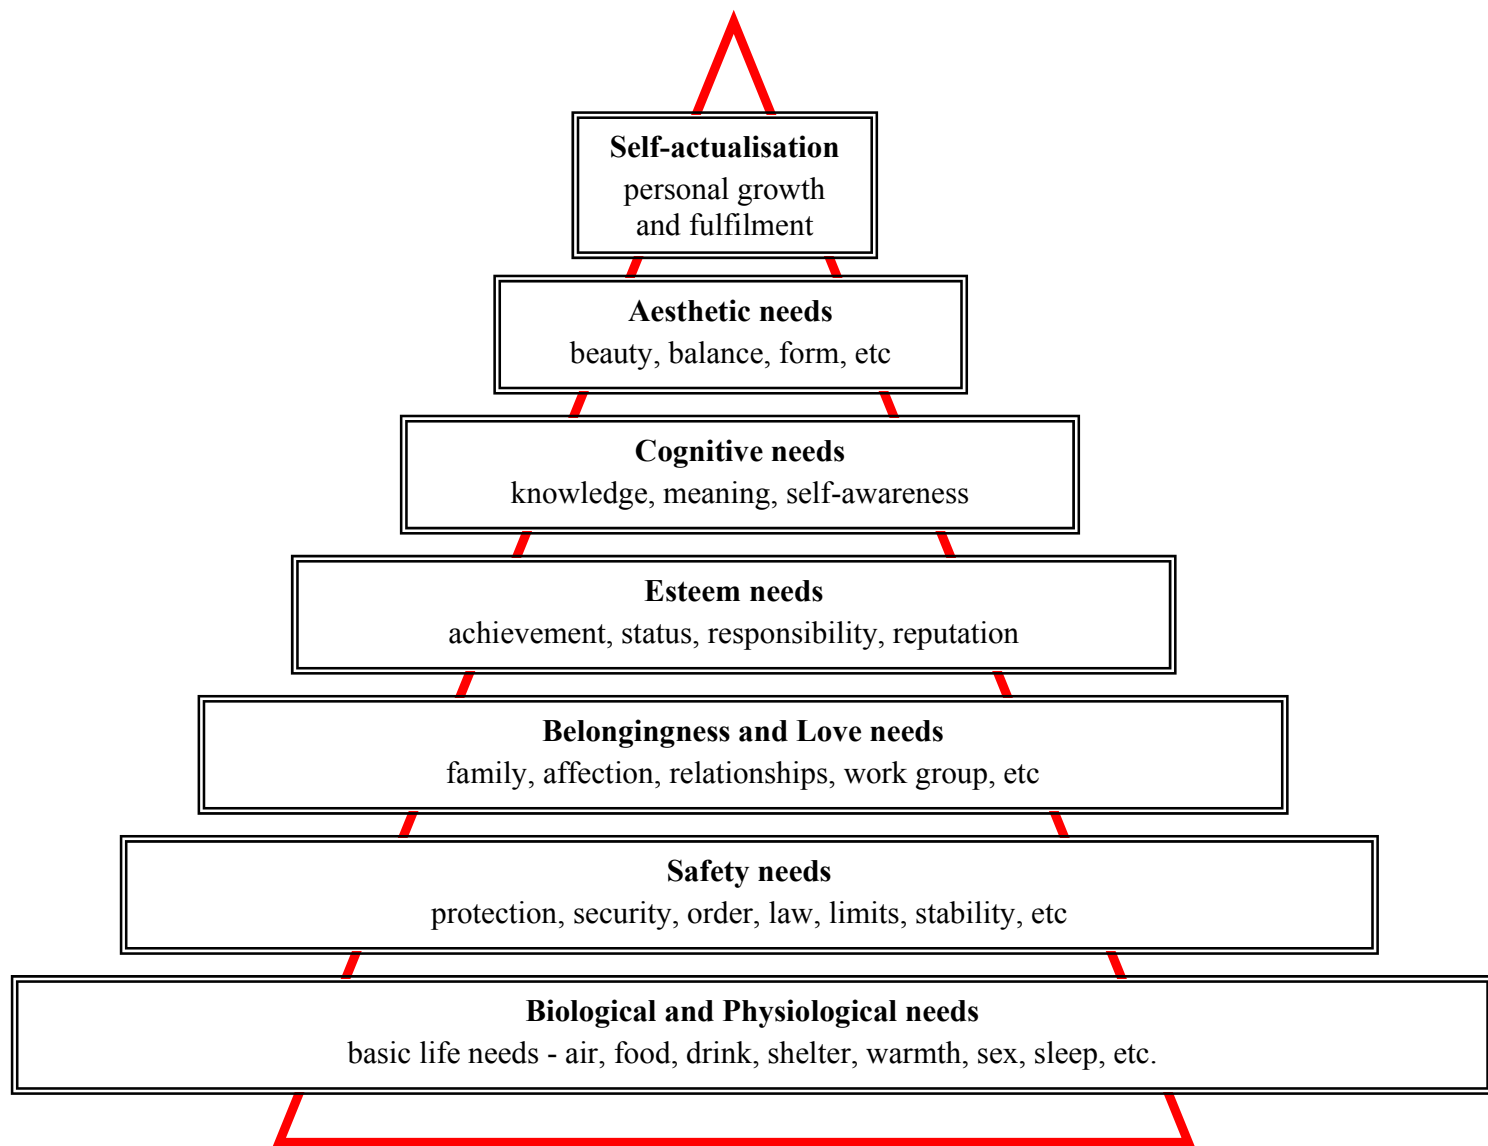 Self-actualisation
personal growth
and fulfilment
Aesthetic needs
beauty, balance, form, etc
Cognitive needs
knowledge, meaning, self-awareness
Esteem needs
achievement, status, responsibility, reputation
Belongingness and Love needs
family, affection, relationships, work group, etc
Safety needs
protection, security, order, law, limits, stability, etc
Biological and Physiological needs
basic life needs - air, food, drink, shelter, warmth, sex, sleep, etc.